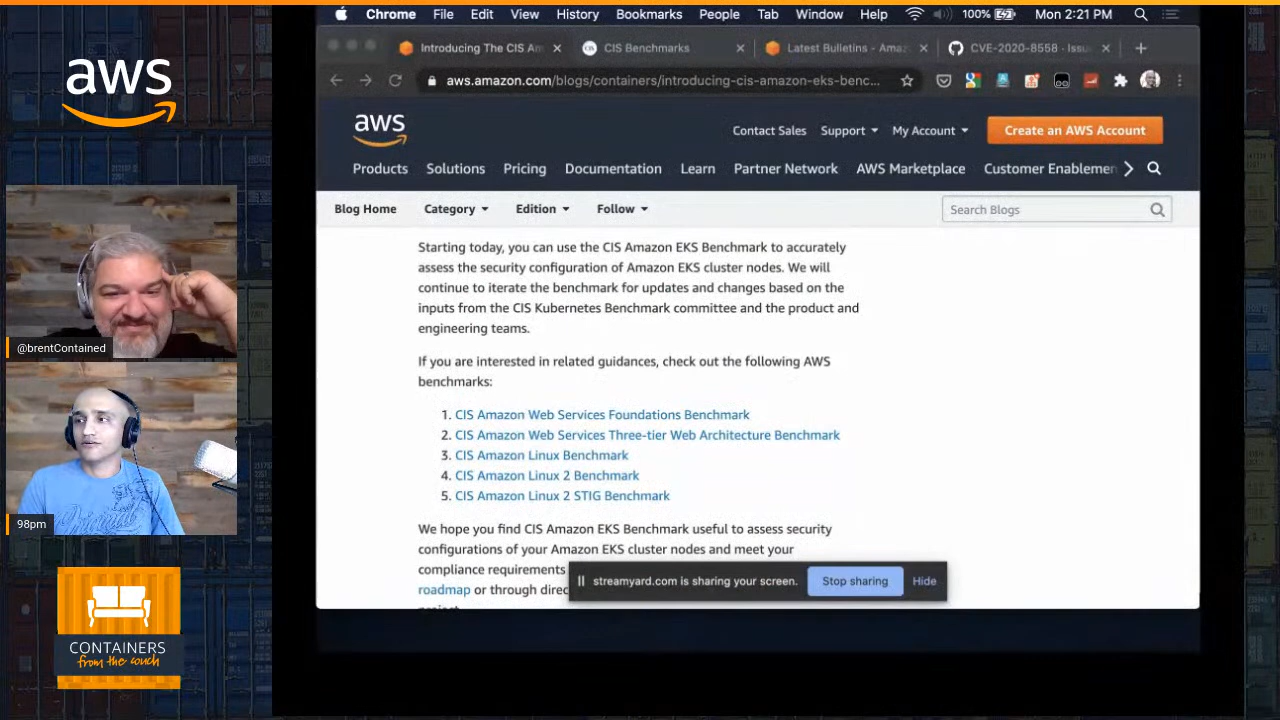 aws
@brentContained
98pm
CONTAINERS
from the couch
Chrome File Edit View History Bookmarks People Tab Window Help 100% Mon 2:21 PM
Introducing The CIS Am
CIS Benchmarks
Latest Bulletins - Amaz
CVE-2020-8558 - Issu
aws.amazon.com/blogs/containers/introducing-cis-amazon-eks-benc...
aws
Contact Sales Support My Account Create an AWS Account
Products Solutions Pricing Documentation Learn Partner Network AWS Marketplace Customer Enablemen
Blog Home Category Edition Follow Search Blogs
Starting today, you can use the CIS Amazon EKS Benchmark to accurately
assess the security configuration of Amazon EKS cluster nodes. We will
continue to iterate the benchmark for updates and changes based on the
inputs from the CIS Kubernetes Benchmark committee and the product and
engineering teams.
If you are interested in related guidances, check out the following AWS
benchmarks:
1. CIS Amazon Web Services Foundations Benchmark
2. CIS Amazon Web Services Three-tier Web Architecture Benchmark
3. CIS Amazon Linux Benchmark
4. CIS Amazon Linux 2 Benchmark
5. CIS Amazon Linux 2 STIG Benchmark
We hope you find CIS Amazon EKS Benchmark useful to assess security
configurations of your Amazon EKS cluster nodes and meet your
compliance requirements
roadmap or through direc
streamyard.com is sharing your screen. Stop sharing Hide